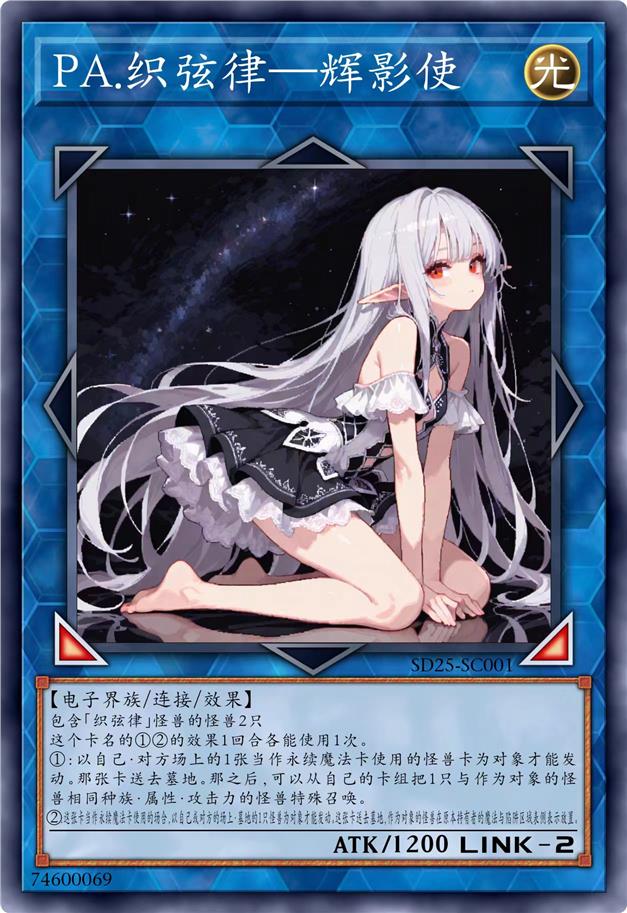 PA.织弦律—辉影使
光
SD25-SC001
【电子界族/连接/效果】
包含「织弦律」怪兽的怪兽2只
这个卡名的①②的效果1回合各能使用1次。
①:以自己·对方场上的1张当作永续魔法卡使用的怪兽卡为对象才能发
动。那张卡送去墓地。那之后,可以从自己的卡组把1只与作为对象的怪
兽相同种族·属性·攻击力的怪兽特殊召唤。
②这张卡当作永续魔法卡使用的场合,以自己或对方的场上·墓地的1只怪兽为对象才能发动。这张卡送去墓地,作为对象的怪兽在原本持有者的魔法与陷阱区域表侧表示放置。
ATK/1200 LINK-2
74600069